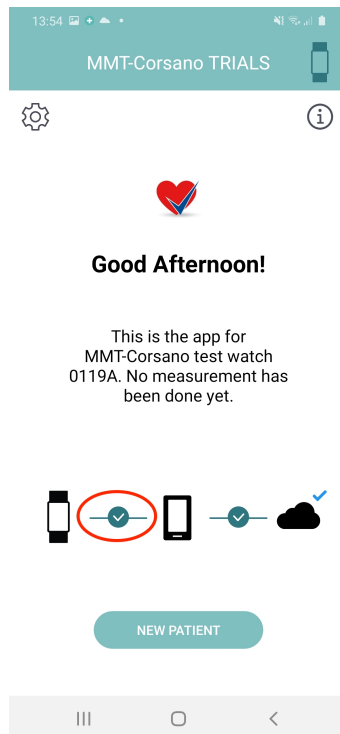 13:54
MMT-Corsano TRIALS
Good Afternoon!
This is the app for
MMT-Corsano test watch
0119A. No measurement has
been done yet.
NEW PATIENT